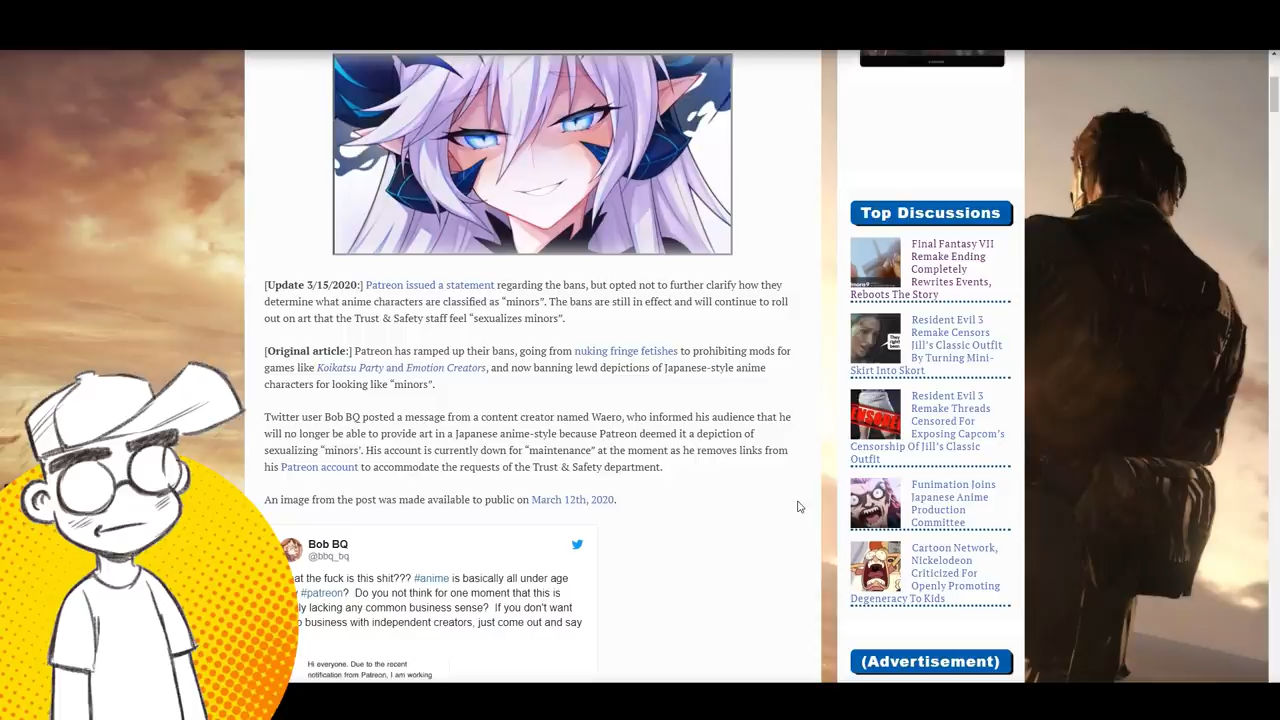 [Update 3/15/2020:] Patreon issued a statement regarding the bans, but opted not to further clarify how they
determine what anime characters are classified as “minors”. The bans are still in effect and will continue to roll
out on art that the Trust & Safety staff feel “sexualizes minors”.
[Original article:] Patreon has ramped up their bans, going from nuking fringe fetishes to prohibiting mods for
games like Koikatsu Party and Emotion Creators, and now banning lewd depictions of Japanese-style anime
characters for looking like “minors”.
Twitter user Bob BQ posted a message from a content creator named Waero, who informed his audience that he
will no longer be able to provide art in a Japanese anime-style because Patreon deemed it a depiction of
sexualizing “minors’. His account is currently down for “maintenance” at the moment as he removes links from
his Patreon account to accommodate the requests of the Trust & Safety department.
An image from the post was made available to public on March 12th, 2020.
Bob BQ
@bbq_bq
at the fuck is this shit??? #anime is basically all under age
#patreon? Do you not think for one moment that this is
lacking any common business sense? If you don't want
business with independent creators, just come out and say
Hi everyone. Due to the recent
notification from Patreon, I am working
Top Discussions
Final Fantasy VII
Remake Ending
Completely
Rewrites Events,
Reboots The Story
Resident Evil 3
Remake Censors
Jill’s Classic Outfit
By Turning Mini-
Skirt Into Skort
Resident Evil 3
Remake Threads
Censored For
Exposing Capcom’s
Censorship Of Jill’s Classic
Outfit
Funimation Joins
Japanese Anime
Production
Committee
Cartoon Network,
Nickelodeon
Criticized For
Openly Promoting
Degeneracy To Kids
(Advertisement)